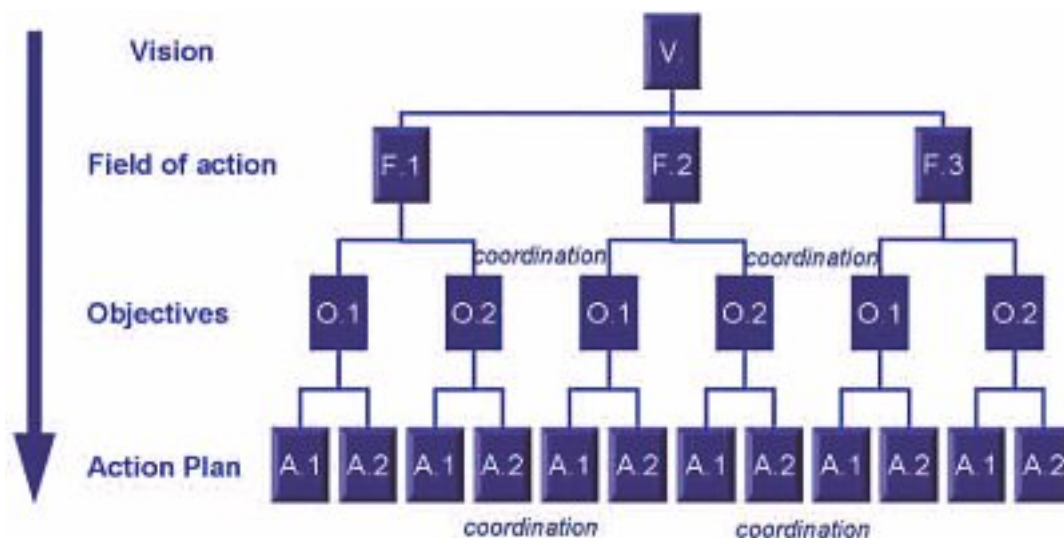 Vision
V.
Field of action
F.1 F.2 F.3
coordination coordination
Objectives
O.1 O.2 O.1 O.2 O.1 O.2
Action Plan
A.1 A.2 A.1 A.2 A.1 A.2 A.1 A.2 A.1 A.2 A.1 A.2
coordination coordination